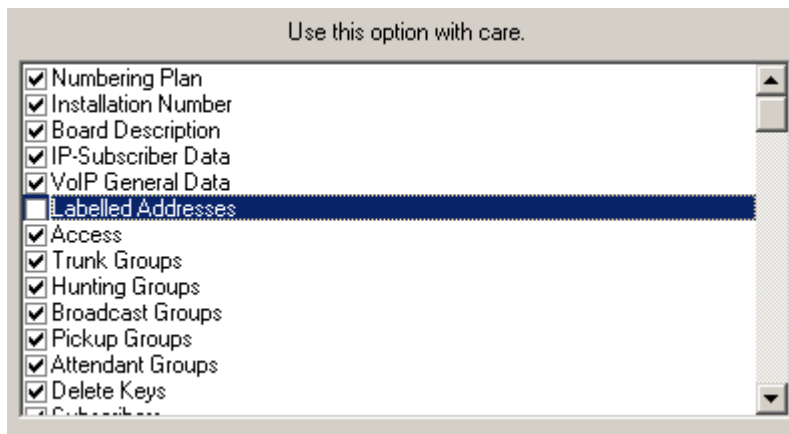 Use this option with care.
Numbering Plan
Installation Number
Board Description
IP-Subscriber Data
VoIP General Data
Labelled Addresses
Access
Trunk Groups
Hunting Groups
Broadcast Groups
Pickup Groups
Attendant Groups
Delete Keys